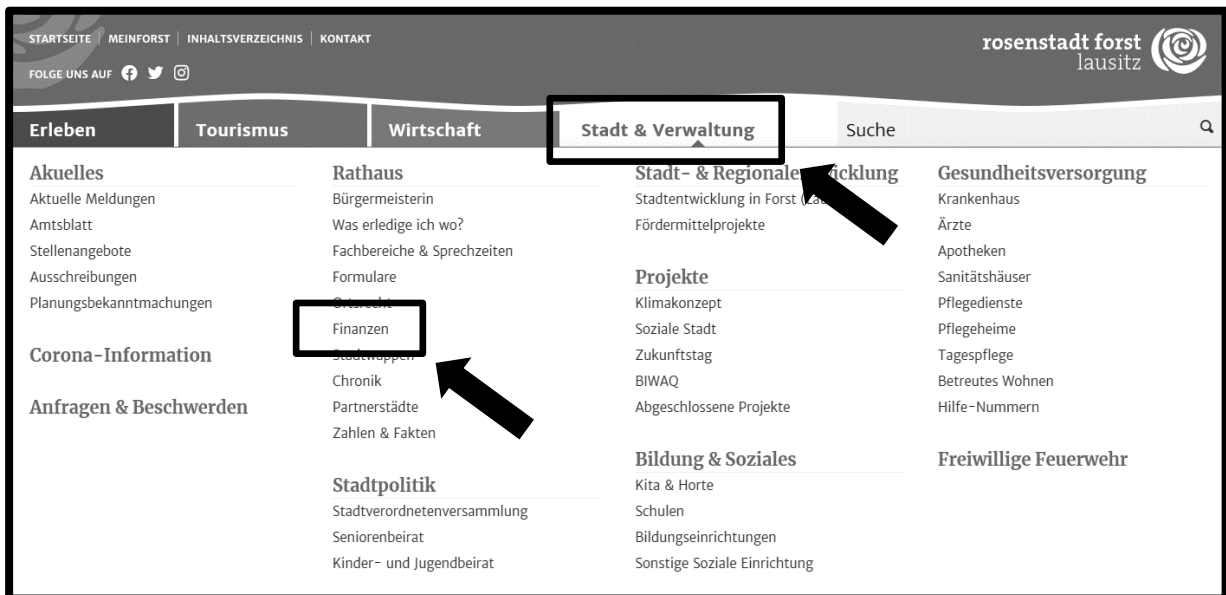 STARTSEITE | MEINFORST | INHALTSVERZEICHNIS | KONTAKT
FOLGE UNS AUF
rosenstadt forst
lausitz
Erleben
Tourismus
Wirtschaft
Stadt & Verwaltung
Suche
Akuelles
Aktuelle Meldungen
Amtsblatt
Stellenangebote
Ausschreibungen
Planungsbekanntmachungen
Corona-Information
Anfragen & Beschwerden
Rathaus
Bürgermeisterin
Was erledige ich wo?
Fachbereiche & Sprechzeiten
Formulare
Ortsrecht
Finanzen
Stadtwappen
Chronik
Partnerstädte
Zahlen & Fakten
Stadtpolitik
Stadtverordnetenversammlung
Seniorenbeirat
Kinder- und Jugendbeirat
Stadt- & Regionale
Stadtentwicklung in Forst
Fördermittelprojekte
Projekte
Klimakonzept
Soziale Stadt
Zukunftstag
BIWAQ
Abgeschlossene Projekte
Bildung & Soziales
Kita & Horte
Schulen
Bildungseinrichtungen
Sonstige Soziale Einrichtung
Gesundheitsversorgung
Krankenhaus
Ärzte
Apotheken
Sanitätshäuser
Pflegedienste
Pflegeheime
Tagespflege
Betreutes Wohnen
Hilfe-Nummern
Freiwillige Feuerwehr